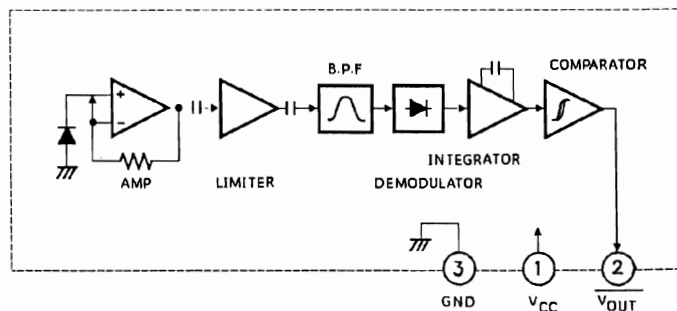 B.P.F
COMPARATOR
+
−
AMP
LIMITER
DEMODULATOR
INTEGRATOR
3
1
2
GND
VCC
VOUT